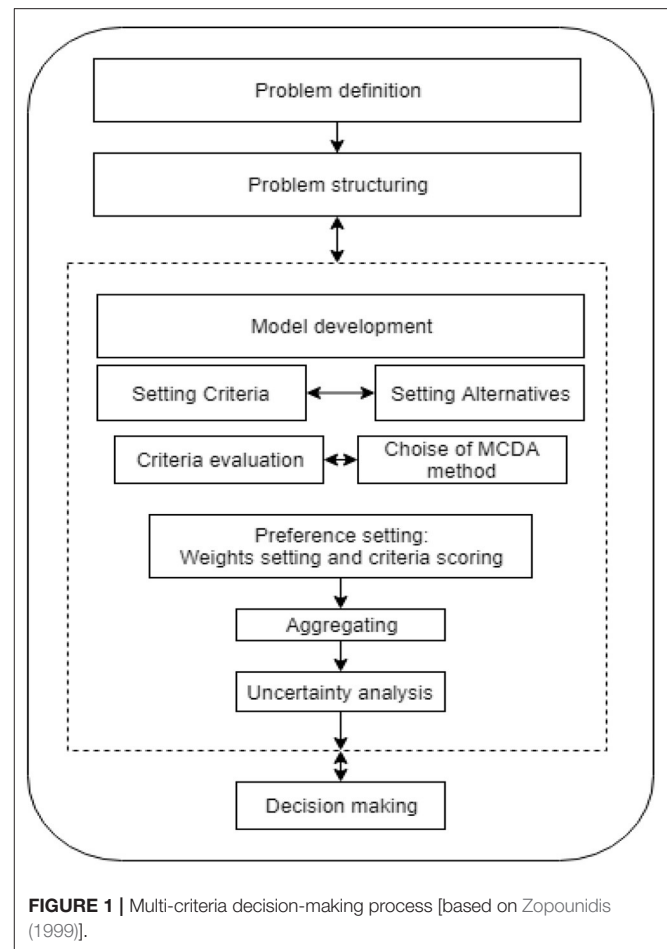 Problem definition
Problem structuring
Model development
Setting Criteria
Setting Alternatives
Criteria evaluation
Choise of MCDA
method
Preference setting:
Weights setting and criteria scoring
Aggregating
Uncertainty analysis
Decision making
FIGURE 1 | Multi-criteria decision-making process [based on Zopounidis
(1999)].